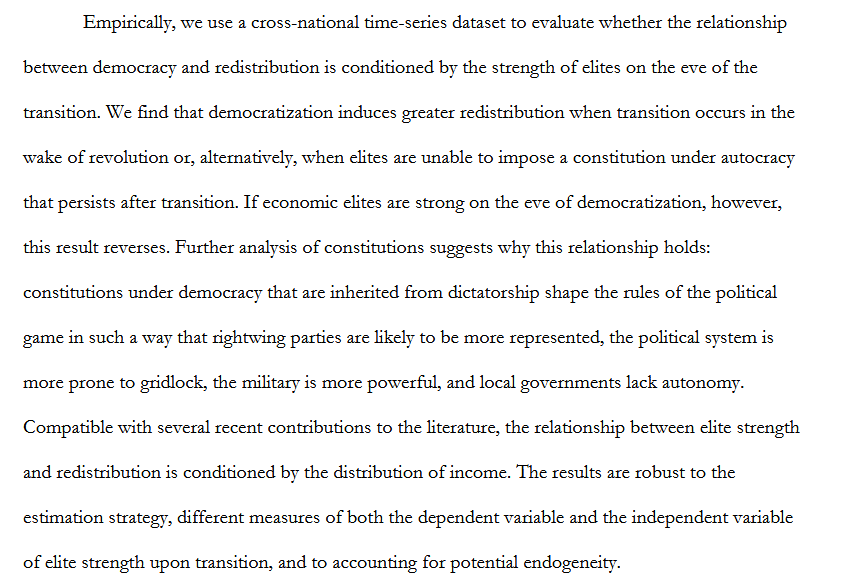 Empirically, we use a cross-national time-series dataset to evaluate whether the relationship
between democracy and redistribution is conditioned by the strength of elites on the eve of the
transition. We find that democratization induces greater redistribution when transition occurs in the
wake of revolution or, alternatively, when elites are unable to impose a constitution under autocracy
that persists after transition. If economic elites are strong on the eve of democratization, however,
this result reverses. Further analysis of constitutions suggests why this relationship holds:
constitutions under democracy that are inherited from dictatorship shape the rules of the political
game in such a way that rightwing parties are likely to be more represented, the political system is
more prone to gridlock, the military is more powerful, and local governments lack autonomy.
Compatible with several recent contributions to the literature, the relationship between elite strength
and redistribution is conditioned by the distribution of income. The results are robust to the
estimation strategy, different measures of both the dependent variable and the independent variable
of elite strength upon transition, and to accounting for potential endogeneity.